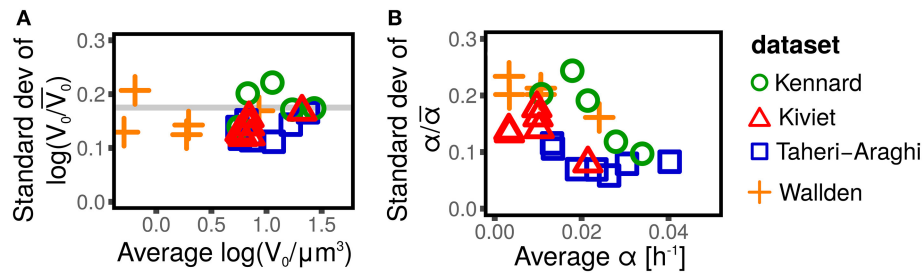 A
Standard dev of
log(V₀/V̅₀)
0.3
0.2
0.1
0.0
0.0 0.5 1.0 1.5
Average log(V₀/μm³)
B
Standard dev of
α/α̅
0.3
0.2
0.1
0.0
0.00 0.02 0.04
Average α [h⁻¹]
dataset
Kennard
Kiviet
Taheri−Araghi
Wallden